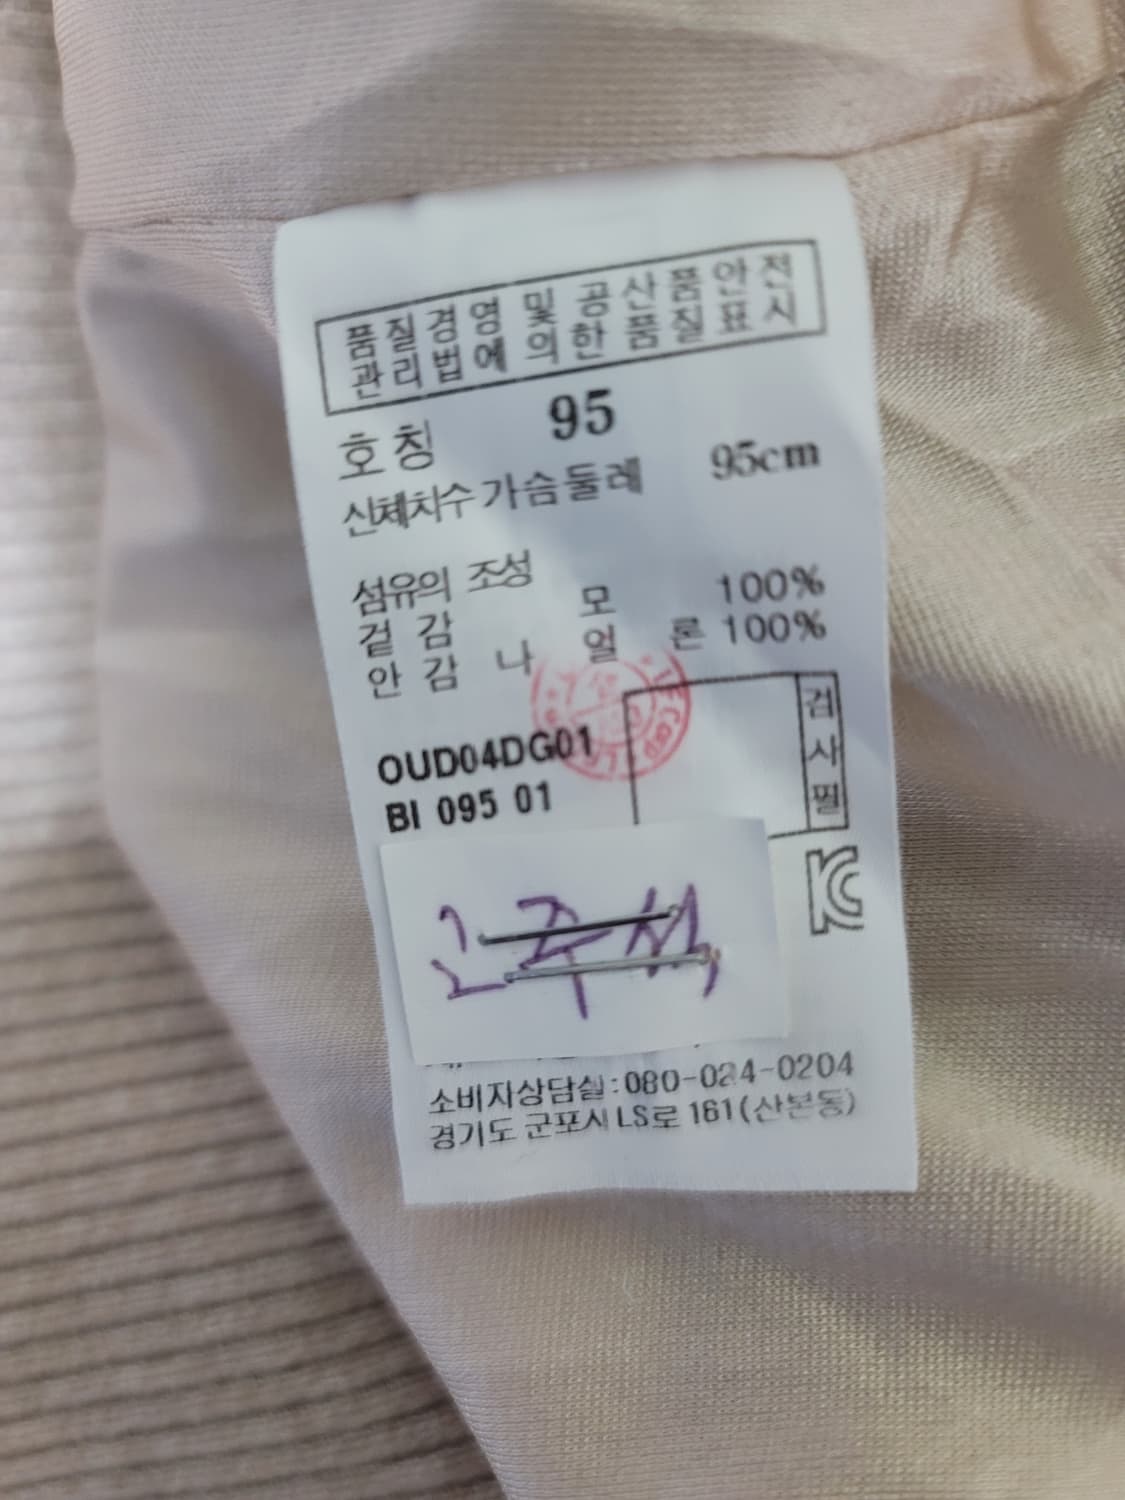 품질경영 및 공산품안전
관리법에 의한 품질표시
호칭 95
신체치수 가슴둘레 95cm
섬유의 조성
겉감 모 100%
안감 나일론 100%
OUD04DG01
BI 095 01
검사필
KC
소비자상담실:080-024-0204
경기도 군포시 LS로 161(산본동)